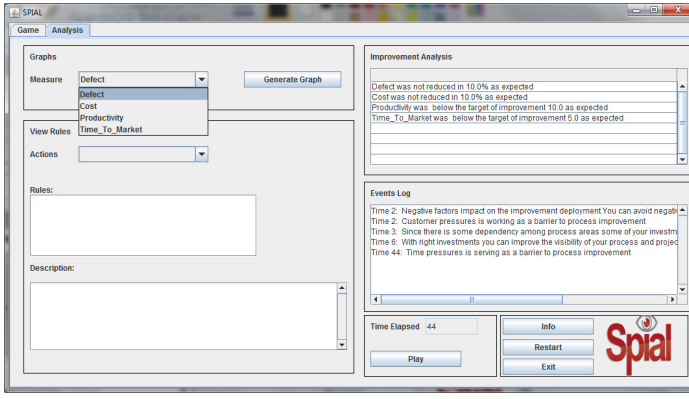 SPIAL
Game Analysis
Graphs
Measure Defect Generate Graph
Defect
Cost
Productivity
Time_To_Market
View Rules
Actions
Rules:
Description:
Improvement Analysis
Defect was not reduced in 10.0% as expected
Cost was not reduced in 10.0% as expected
Productivity was below the target of improvement 10.0 as expected
Time_To_Market was below the target of improvement 5.0 as expected
Events Log
Time 2: Negative factors impact on the improvement deployment.You can avoid negati
Time 2: Customer pressures is working as a barrier to process improvement
Time 3: Since there is some dependency among process areas some of your investm
Time 6: With right investments you can improve the visibility of your process and projec
Time 44: Time pressures is serving as a barrier to process improvement
Time Elapsed 44
Play
Info
Restart
Exit
Spial